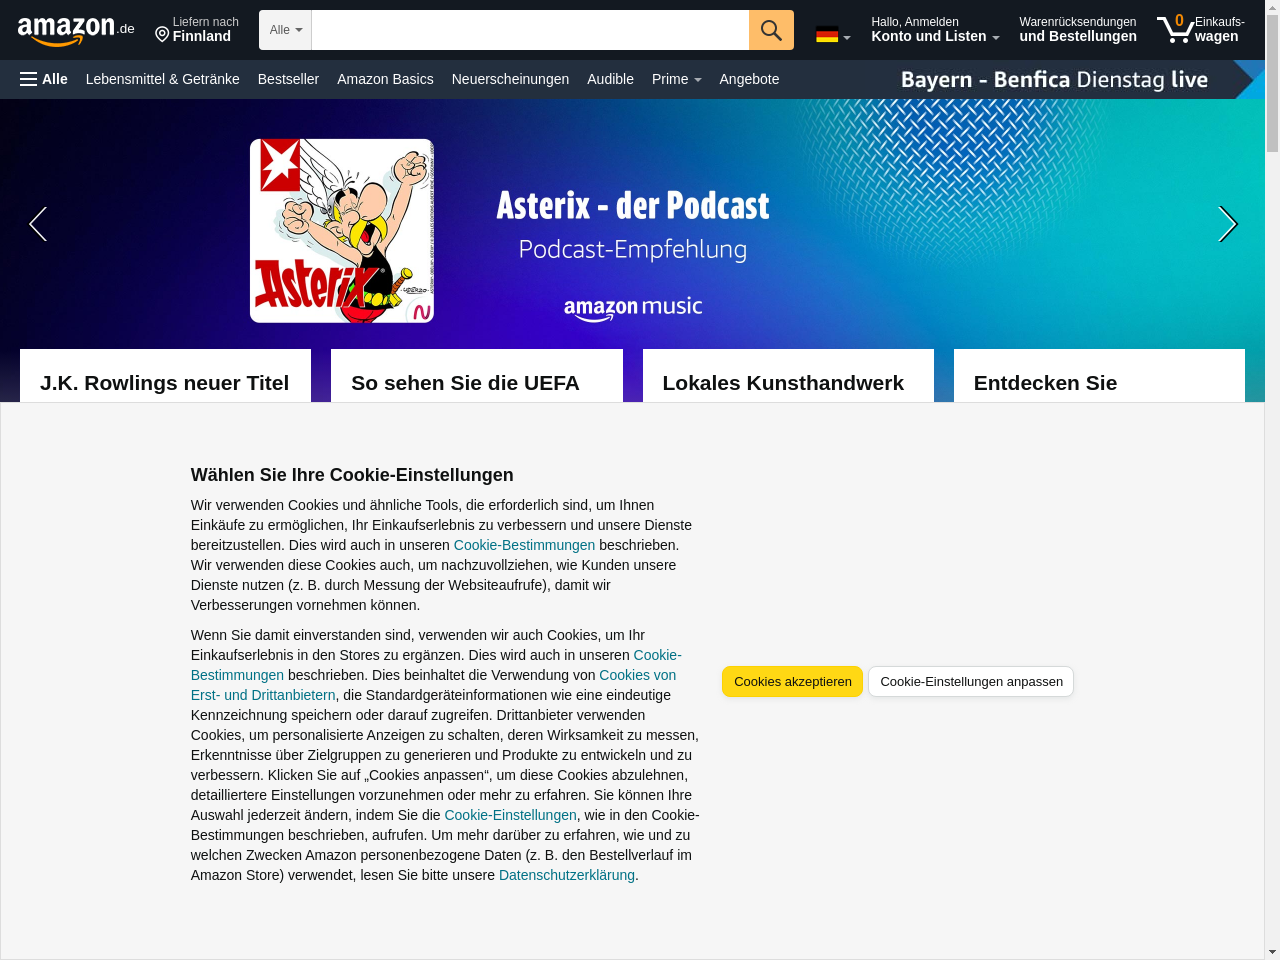 amazon.de
Liefern nach
Finnland
Alle
Hallo, Anmelden
Konto und Listen
Warenrücksendungen
und Bestellungen
0
Einkaufs-
wagen
Alle
Lebensmittel & Getränke
Bestseller
Amazon Basics
Neuerscheinungen
Audible
Prime
Angebote
Bayern - Benfica Dienstag live
Asterix
Asterix - der Podcast
Podcast-Empfehlung
amazon music
J.K. Rowlings neuer Titel
So sehen Sie die UEFA
Lokales Kunsthandwerk
Entdecken Sie
Wählen Sie Ihre Cookie-Einstellungen
Wir verwenden Cookies und ähnliche Tools, die erforderlich sind, um Ihnen
Einkäufe zu ermöglichen, Ihr Einkaufserlebnis zu verbessern und unsere Dienste
bereitzustellen. Dies wird auch in unseren Cookie-Bestimmungen beschrieben.
Wir verwenden diese Cookies auch, um nachzuvollziehen, wie Kunden unsere
Dienste nutzen (z. B. durch Messung der Websiteaufrufe), damit wir
Verbesserungen vornehmen können.
Wenn Sie damit einverstanden sind, verwenden wir auch Cookies, um Ihr
Einkaufserlebnis in den Stores zu ergänzen. Dies wird auch in unseren Cookie-
Bestimmungen beschrieben. Dies beinhaltet die Verwendung von Cookies von
Erst- und Drittanbietern, die Standardgeräteinformationen wie eine eindeutige
Kennzeichnung speichern oder darauf zugreifen. Drittanbieter verwenden
Cookies, um personalisierte Anzeigen zu schalten, deren Wirksamkeit zu messen,
Erkenntnisse über Zielgruppen zu generieren und Produkte zu entwickeln und zu
verbessern. Klicken Sie auf „Cookies anpassen“, um diese Cookies abzulehnen,
detailliertere Einstellungen vorzunehmen oder mehr zu erfahren. Sie können Ihre
Auswahl jederzeit ändern, indem Sie die Cookie-Einstellungen, wie in den Cookie-
Bestimmungen beschrieben, aufrufen. Um mehr darüber zu erfahren, wie und zu
welchen Zwecken Amazon personenbezogene Daten (z. B. den Bestellverlauf im
Amazon Store) verwendet, lesen Sie bitte unsere Datenschutzerklärung.
Cookies akzeptieren
Cookie-Einstellungen anpassen